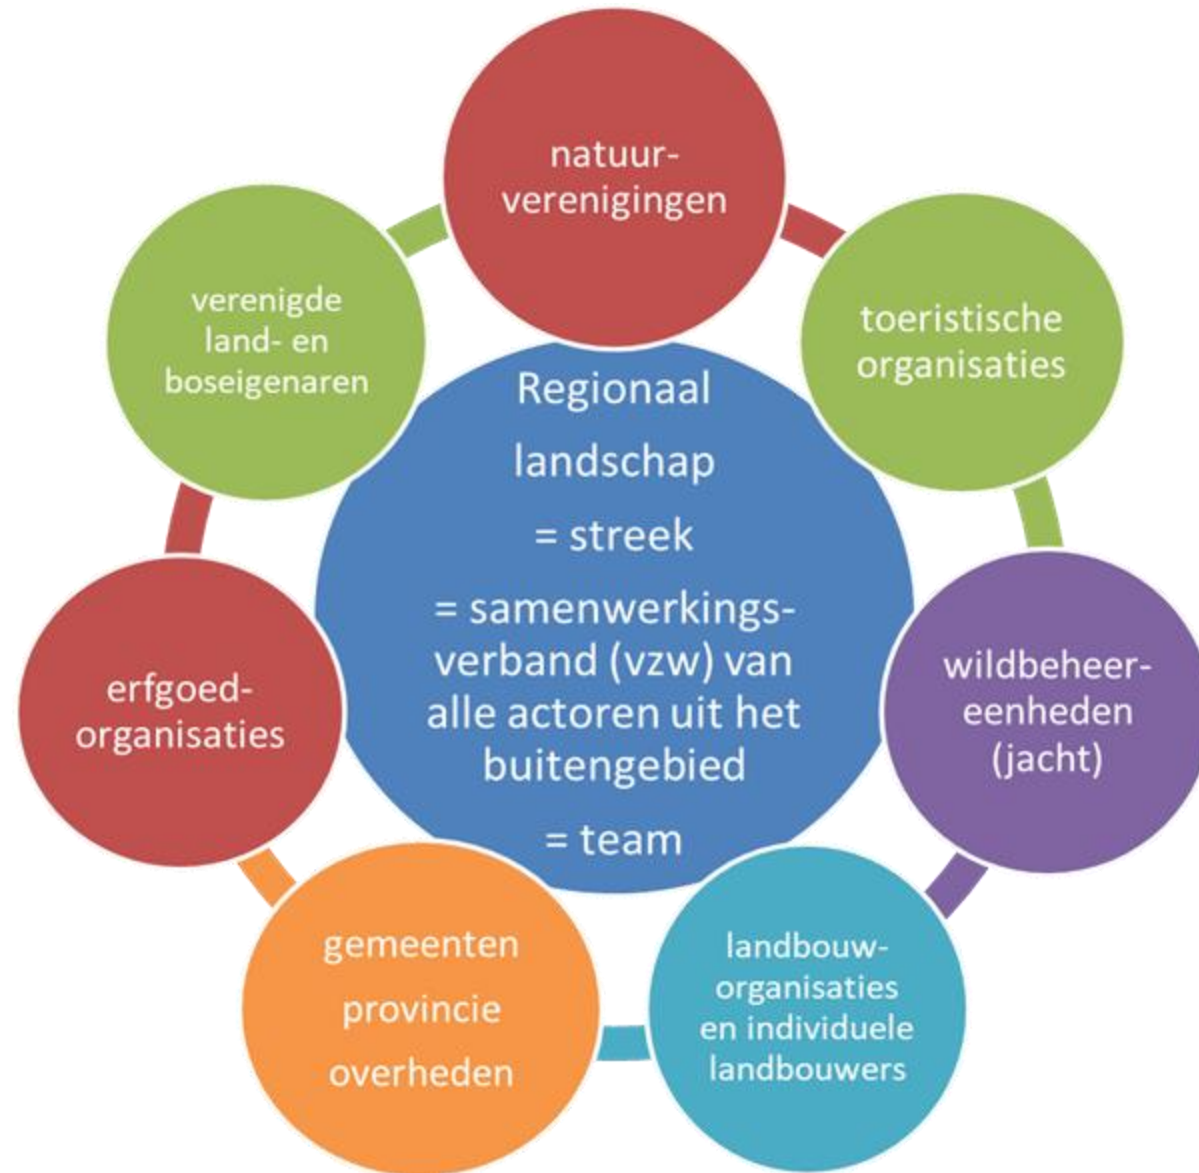 natuur-
verenigingen
toeristische
organisaties
wildbeheer-
eenheden
(jacht)
landbouw-
organisaties
en individuele
landbouwers
gemeenten
provincie
overheden
erfgoed-
organisaties
verenigde
land- en
boseigenaren
Regionaal
landschap
= streek
= samenwerkings-
verband (vzw) van
alle actoren uit het
buitengebied
= team